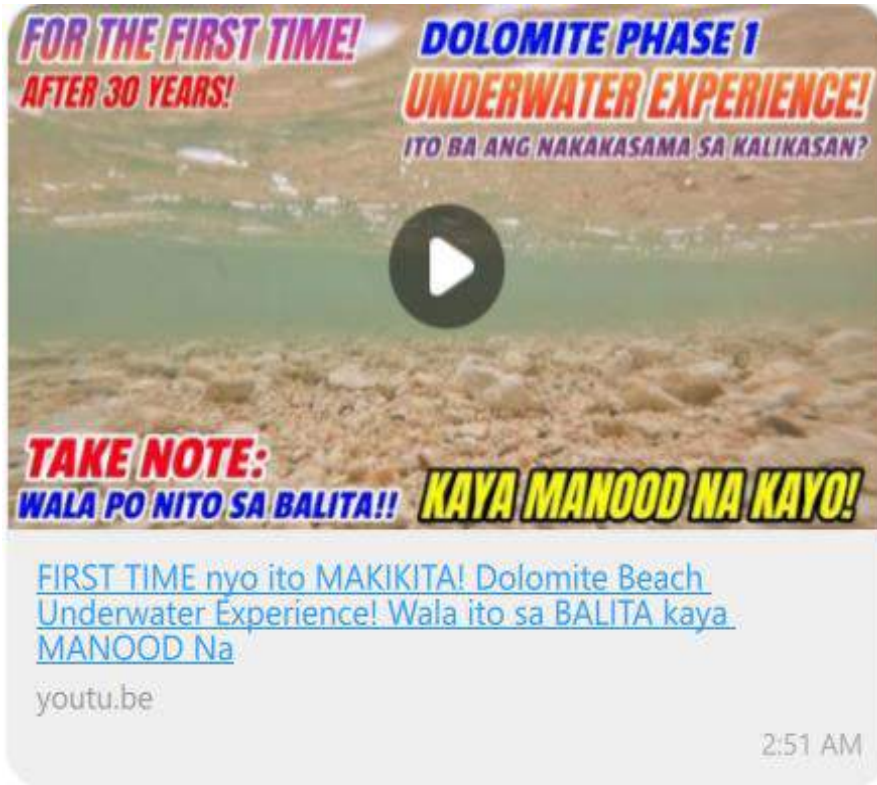 FOR THE FIRST TIME!
AFTER 30 YEARS!
DOLOMITE PHASE 1
UNDERWATER EXPERIENCE!
ITO BA ANG NAKAKASAMA SA KALIKASAN?
TAKE NOTE:
WALA PO NITO SA BALITA!!
KAYA MANOOD NA KAYO!
FIRST TIME nyo ito MAKIKITA! Dolomite Beach
Underwater Experience! Wala ito sa BALITA kaya
MANOOD Na
youtu.be
2:51 AM